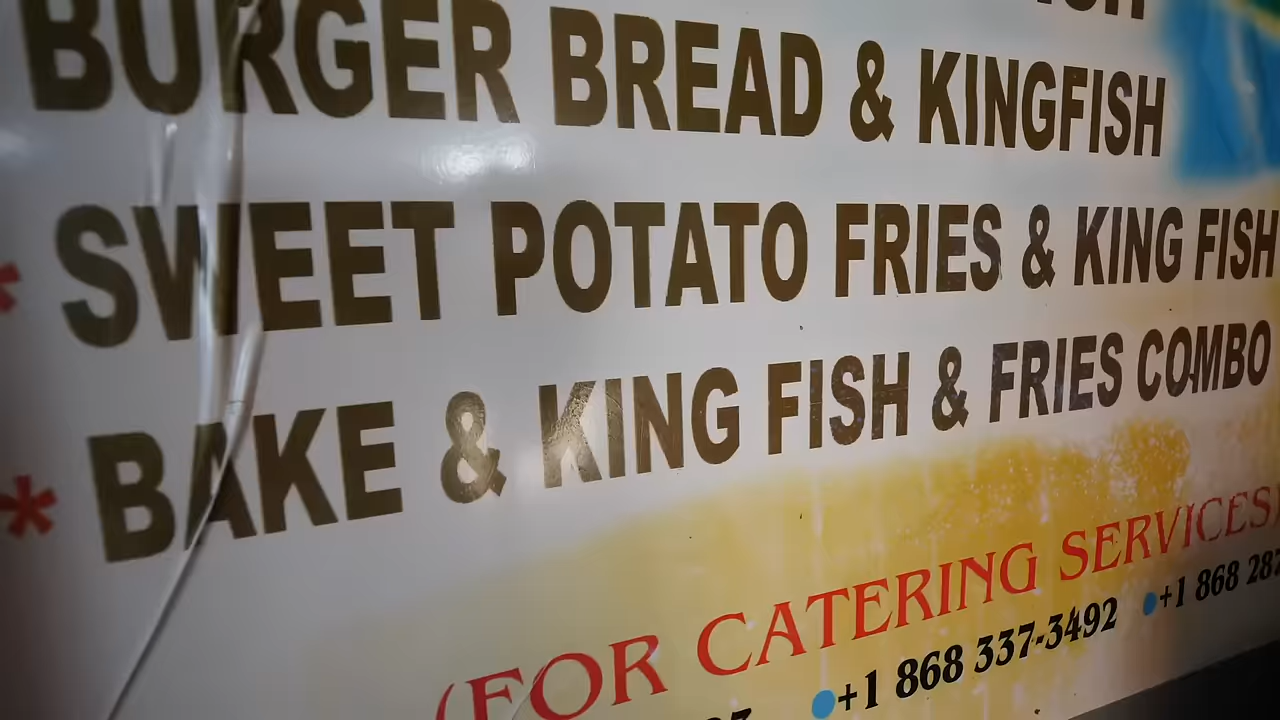 BURGER BREAD & KINGFISH
* SWEET POTATO FRIES & KING FISH
* BAKE & KING FISH & FRIES COMBO
(FOR CATERING SERVICES
+1 868 337-3492 +1 868 287